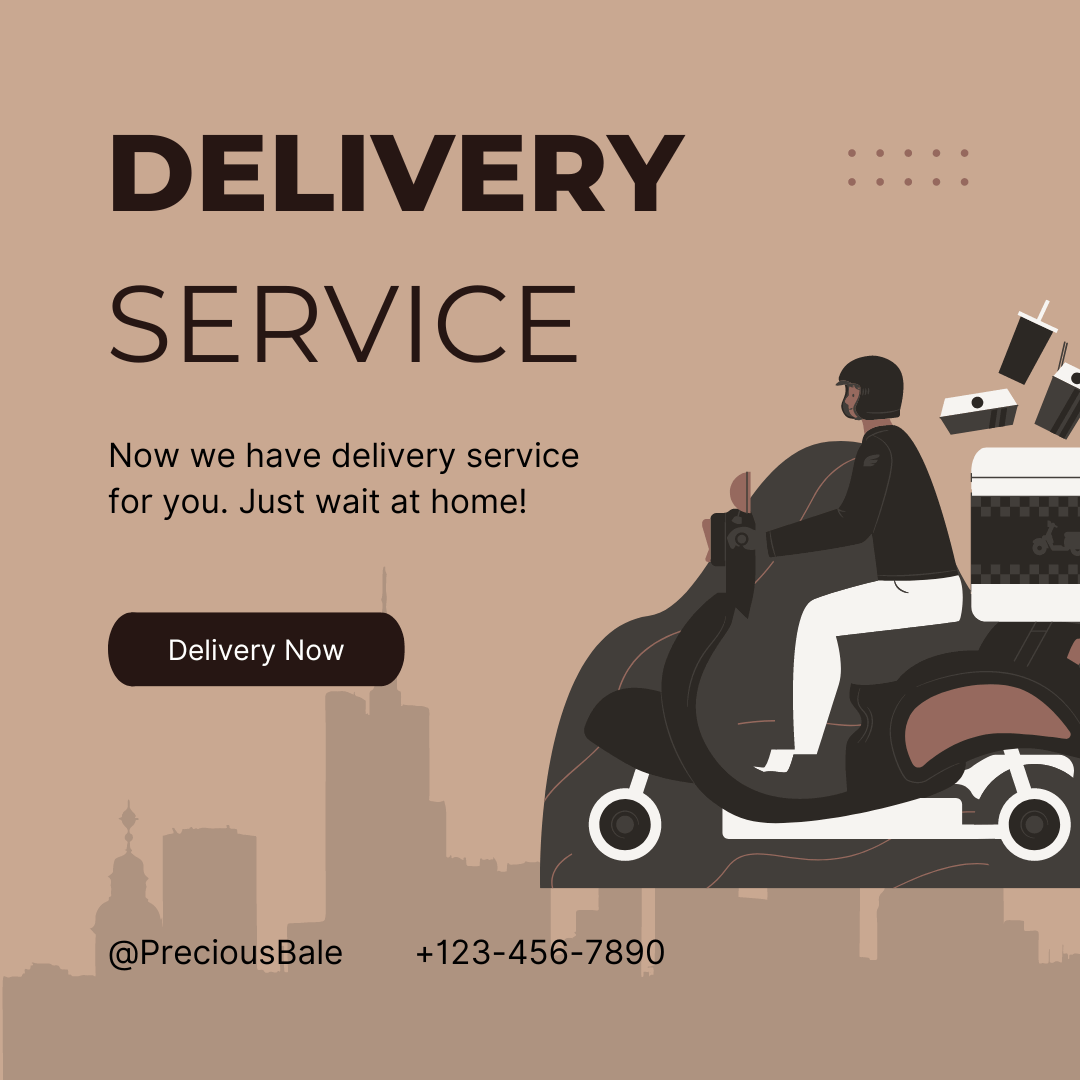 DELIVERY
SERVICE
Now we have delivery service
for you. Just wait at home!
Delivery Now
@PreciousBale
+123-456-7890